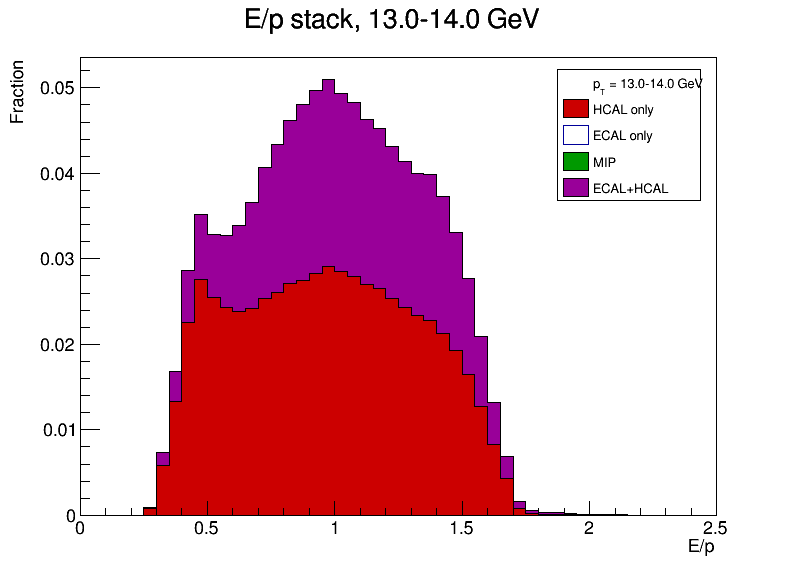 E/p stack, 13.0-14.0 GeV
Fraction
0.05
0.04
0.03
0.02
0.01
0
p_T = 13.0-14.0 GeV
HCAL only
ECAL only
MIP
ECAL+HCAL
0 0.5 1 1.5 2 2.5
E/p